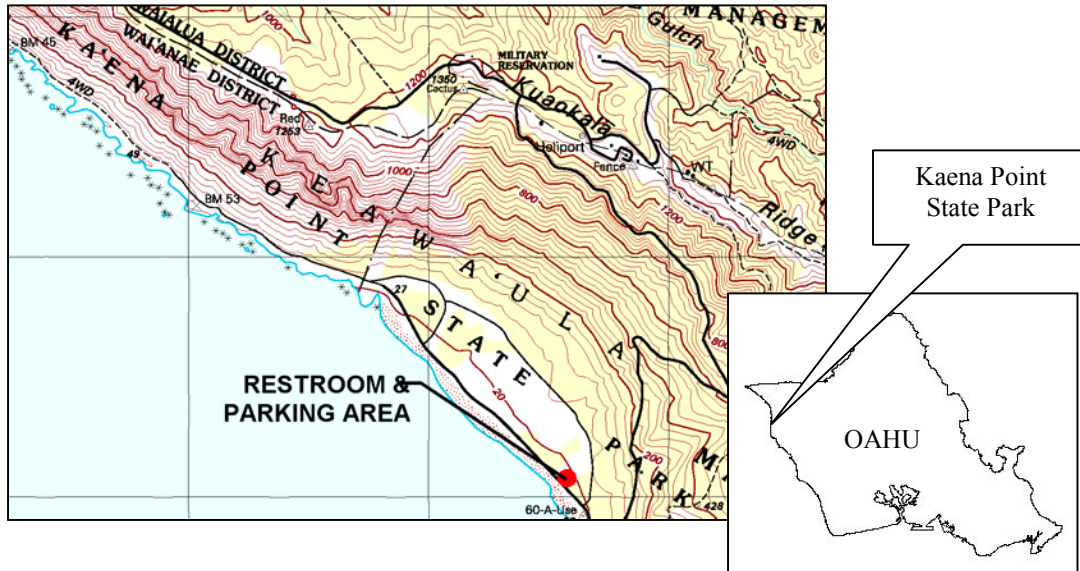 1000
MANAGEM
Gulch
WAIALUA DISTRICT
WAI'ANAE DISTRICT
BM 45
KA'ENA POINT
STATE PARK
KEAWA'ULA
4WD
49
BM 53
Red
1253
1200
1350
Cactus
MILITARY
RESERVATION
Kuaokala
Heliport
Fence
WT
4WD
Ridge
1000
800
1200
800
27
20
200
M
428
60-A-Use
RESTROOM &
PARKING AREA
Kaena Point
State Park
OAHU